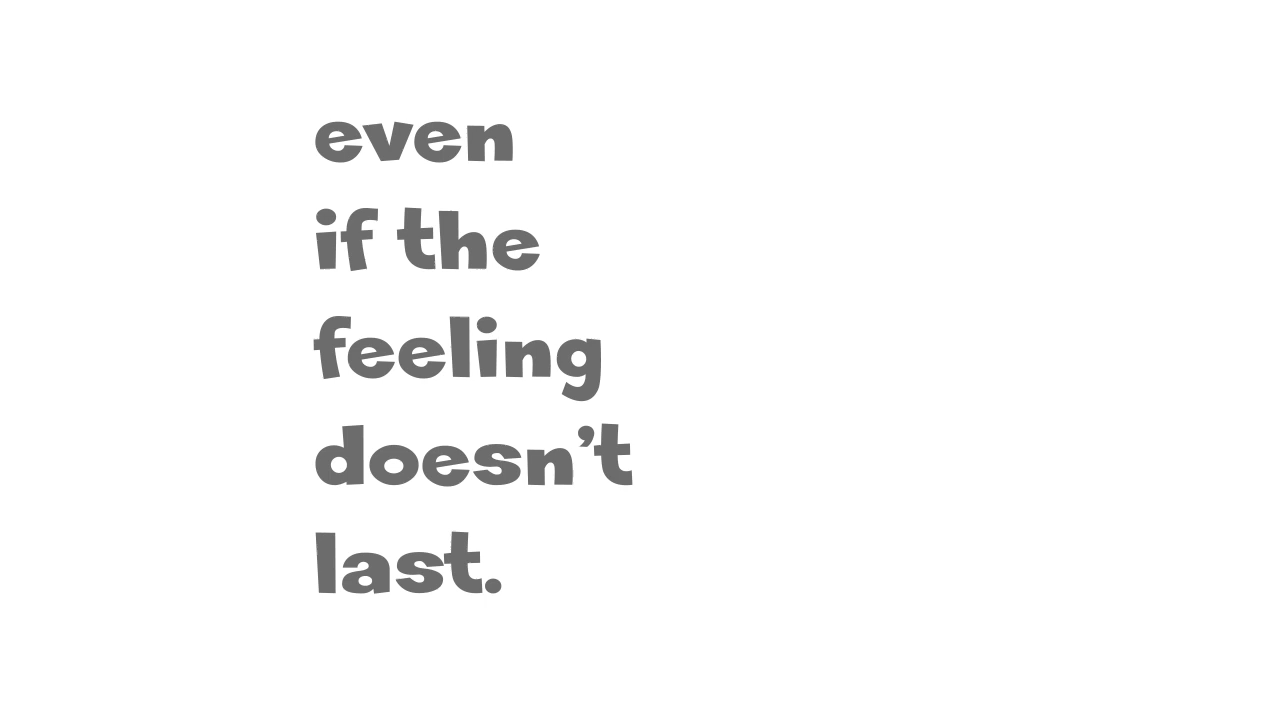 even
if the
feeling
doesn’t
last.